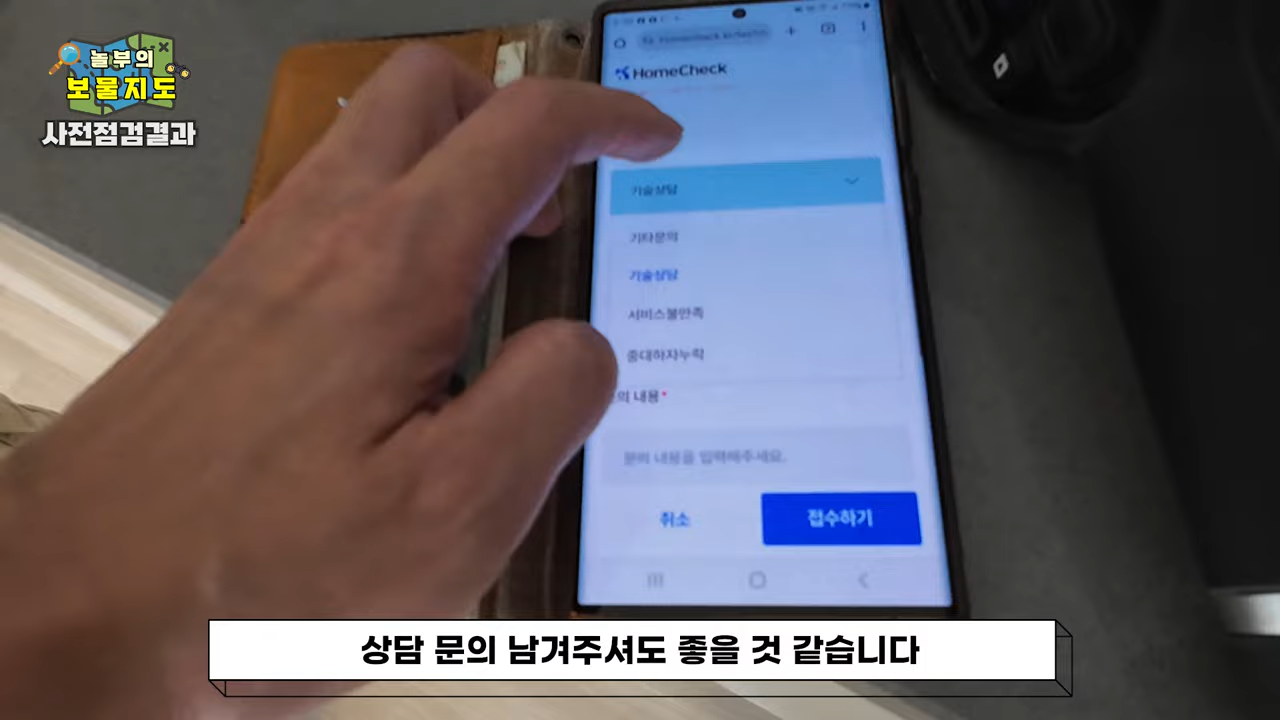 놀부의
보물지도
사전점검결과
HomeCheck
기술상담
기타문의
기술상담
서비스불만족
중대하자누락
의 내용*
문의 내용을 입력해주세요.
취소
접수하기
상담 문의 남겨주셔도 좋을 것 같습니다